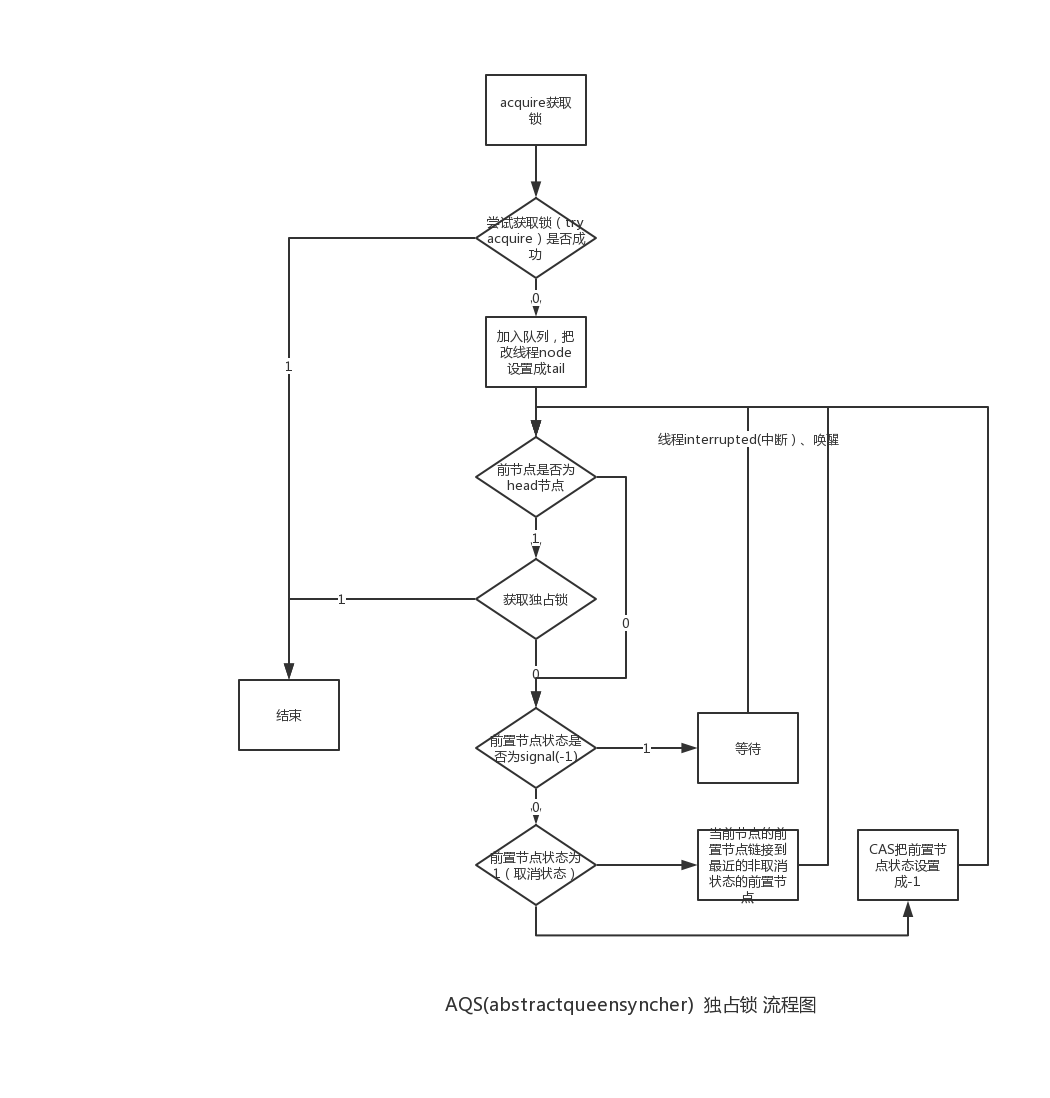 acquire获取
锁
尝试获取锁（try
acquire）是否成
功
0
加入队列，把
改线程node
设置成tail
1
线程interrupted(中断）、唤醒
前节点是否为
head节点
1
获取独占锁
1
0
0
结束
前置节点状态是
否为signal(-1)
1
等待
0
前置节点状态为
1（取消状态）
当前节点的前
置节点链接到
最近的非取消
状态的前置节
点
CAS把前置节
点状态设置
成-1
AQS(abstractqueensyncher) 独占锁 流程图